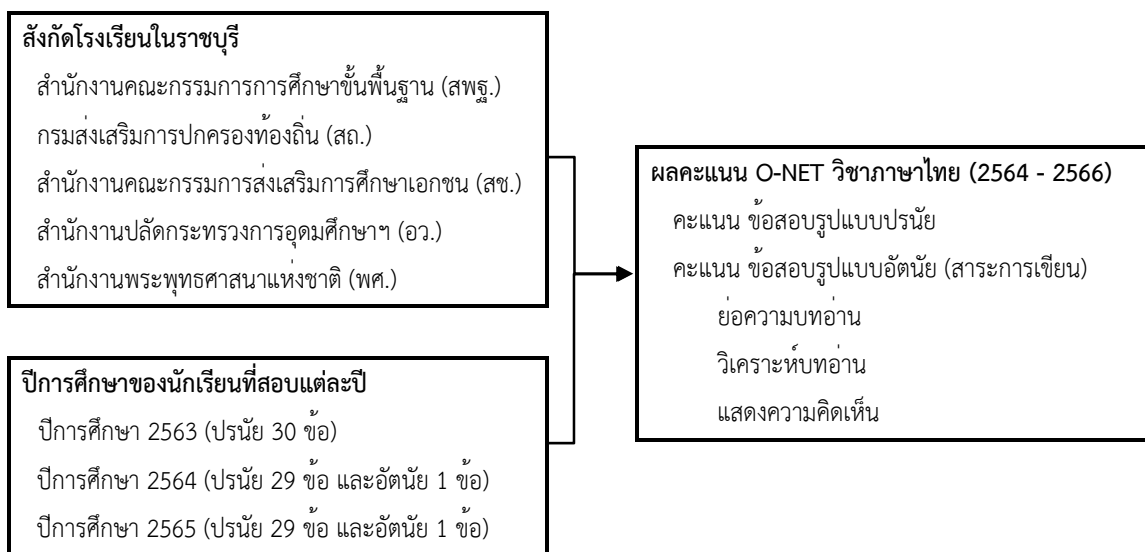 สังกัดโรงเรียนในราชบุรี
สำนักงานคณะกรรมการการศึกษาขั้นพื้นฐาน (สพฐ.)
กรมส่งเสริมการปกครองท้องถิ่น (สถ.)
สำนักงานคณะกรรมการส่งเสริมการศึกษาเอกชน (สช.)
สำนักงานปลัดกระทรวงการอุดมศึกษาฯ (อว.)
สำนักงานพระพุทธศาสนาแห่งชาติ (พศ.)
ปีการศึกษาของนักเรียนที่สอบแต่ละปี
ปีการศึกษา 2563 (ปรนัย 30 ข้อ)
ปีการศึกษา 2564 (ปรนัย 29 ข้อ และอัตนัย 1 ข้อ)
ปีการศึกษา 2565 (ปรนัย 29 ข้อ และอัตนัย 1 ข้อ)
ผลคะแนน O-NET วิชาภาษาไทย (2564 - 2566)
คะแนน ข้อสอบรูปแบบปรนัย
คะแนน ข้อสอบรูปแบบอัตนัย (สาระการเขียน)
ย่อความบทอ่าน
วิเคราะห์บทอ่าน
แสดงความคิดเห็น